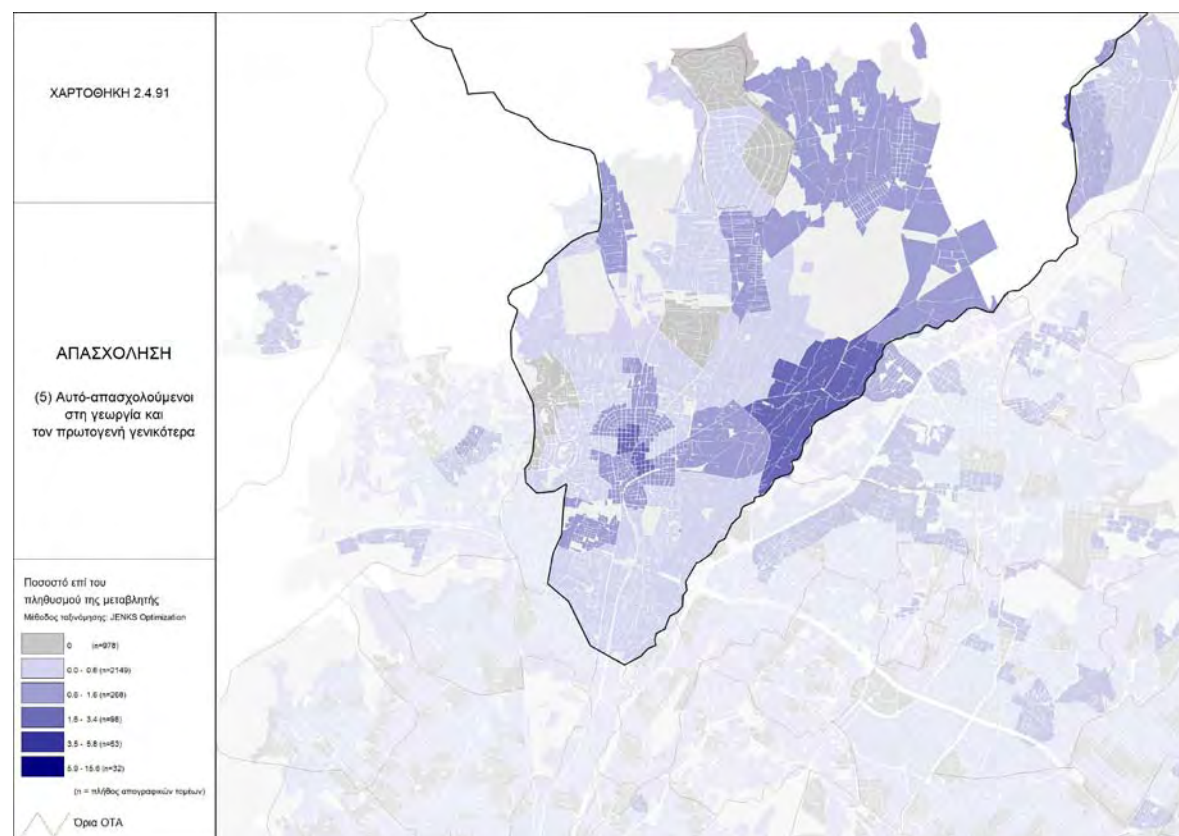 ΧΑΡΤΟΘΗΚΗ 2.4.91
ΑΠΑΣΧΟΛΗΣΗ
(5) Αυτό-απασχολούμενοι
στη γεωργία και
τον πρωτογενή γενικότερα
Ποσοστό επί του
πληθυσμού της μεταβλητής
Μέθοδος ταξινόμησης: JENKS Optimization
0 (n=978)
0.0 - 0.6 (n=2149)
0.6 - 1.6 (n=268)
1.6 - 3.4 (n=98)
3.5 - 5.8 (n=53)
5.9 - 15.6 (n=32)
(n = πλήθος απογραφικών τομέων)
Όρια ΟΤΑ